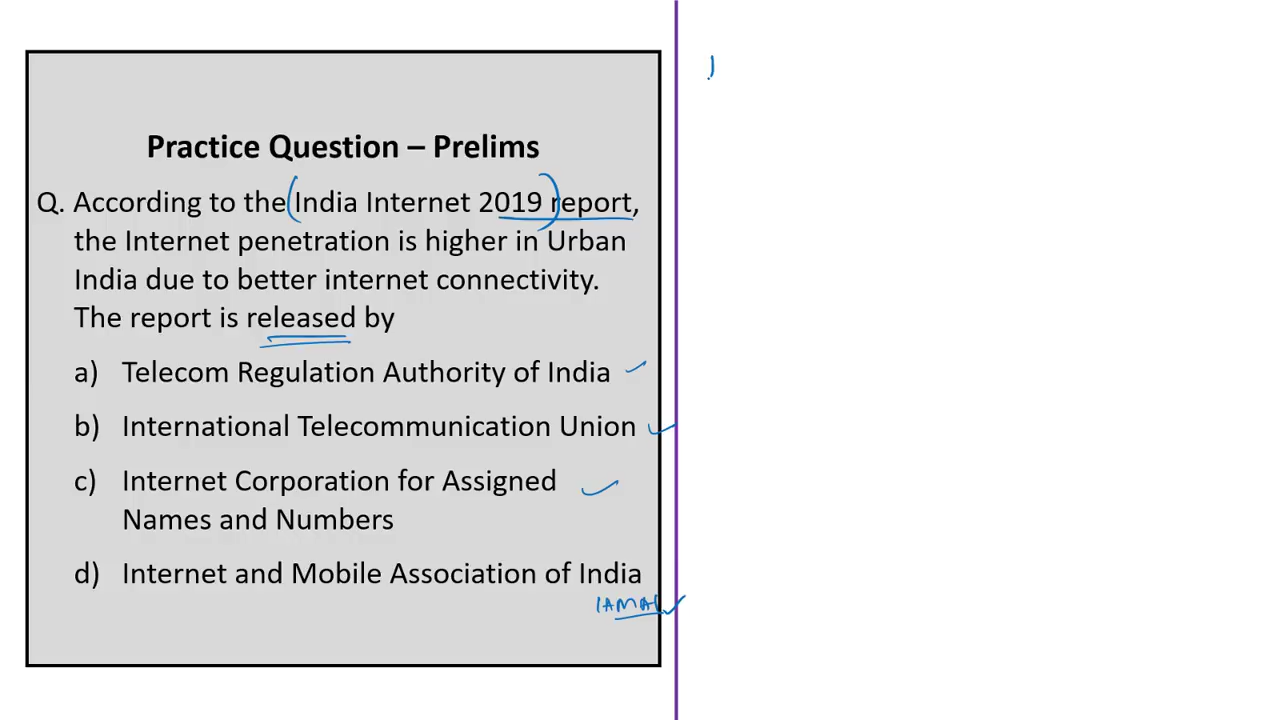 Practice Question – Prelims
Q. According to the (India Internet 2019) report,
the Internet penetration is higher in Urban
India due to better internet connectivity.
The report is released by
a) Telecom Regulation Authority of India
b) International Telecommunication Union
c) Internet Corporation for Assigned
Names and Numbers
d) Internet and Mobile Association of India
IAMAI